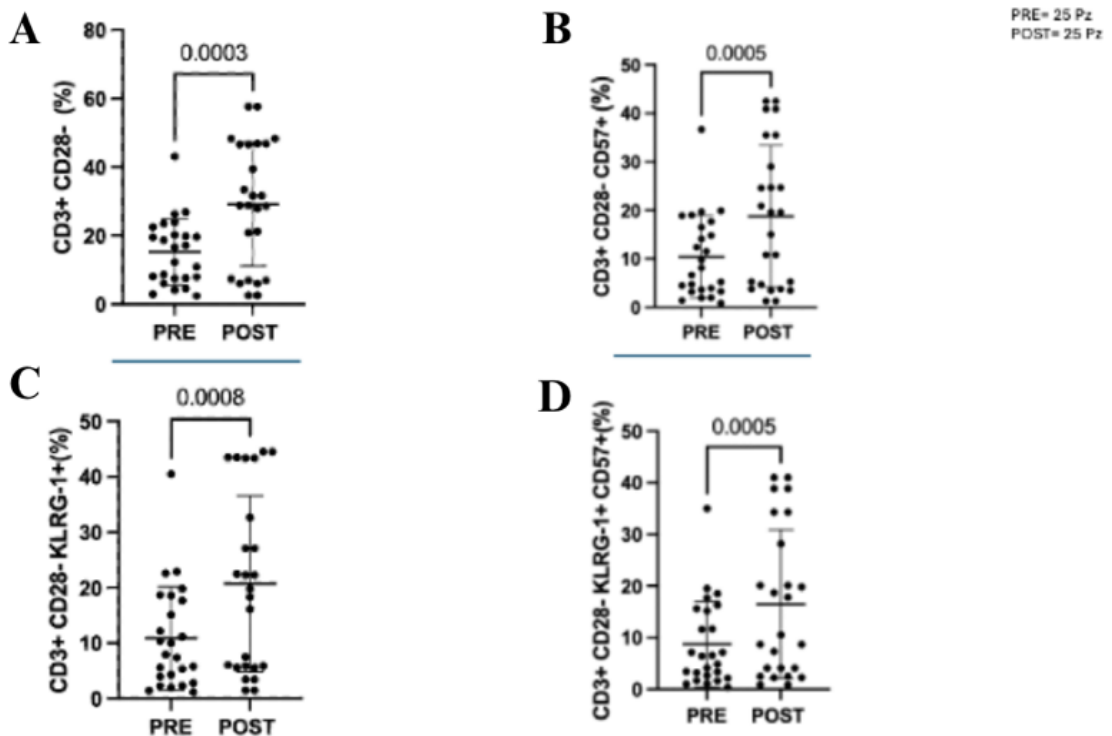 A
80
60
40
20
0
CD3+ CD28- (%)
0.0003
PRE POST
B
50
40
30
20
10
0
CD3+ CD28- CD57+ (%)
0.0005
PRE POST
PRE= 25 Pz
POST= 25 Pz
C
50
40
30
20
10
0
CD3+ CD28- KLRG-1+(%)
0.0008
PRE POST
D
50
40
30
20
10
0
CD3+ CD28- KLRG-1+ CD57+(%)
0.0005
PRE POST